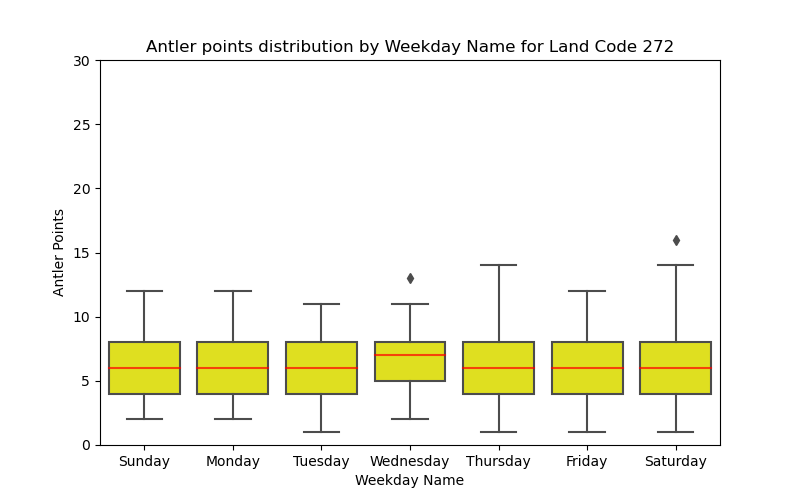 Antler points distribution by Weekday Name for Land Code 272
30
25
20
15
10
5
0
Antler Points
Sunday Monday Tuesday Wednesday Thursday Friday Saturday
Weekday Name